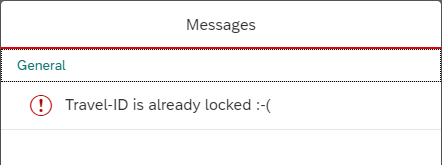 Messages
General
Travel-ID is already locked :-(